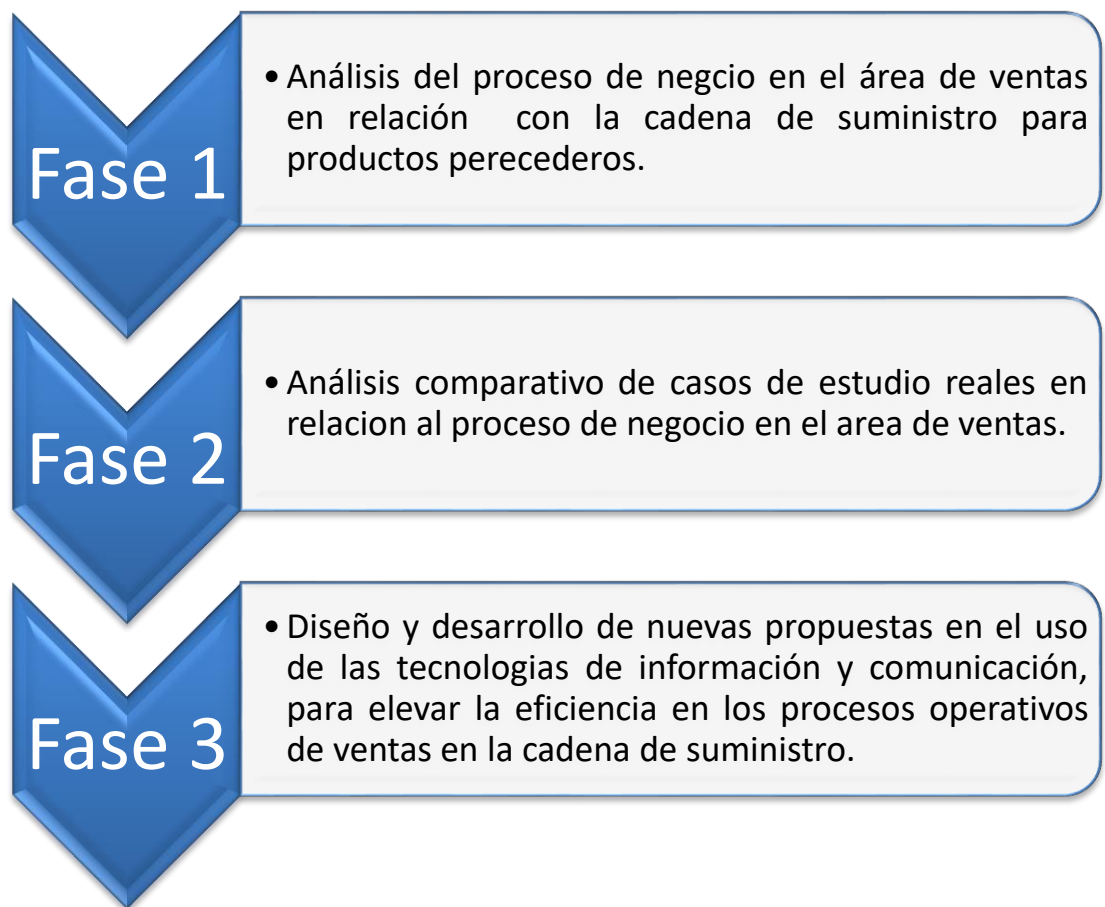 Fase 1
• Análisis del proceso de negcio en el área de ventas
en relación con la cadena de suministro para
productos perecederos.
Fase 2
• Análisis comparativo de casos de estudio reales en
relacion al proceso de negocio en el area de ventas.
Fase 3
• Diseño y desarrollo de nuevas propuestas en el uso
de las tecnologias de información y comunicación,
para elevar la eficiencia en los procesos operativos
de ventas en la cadena de suministro.